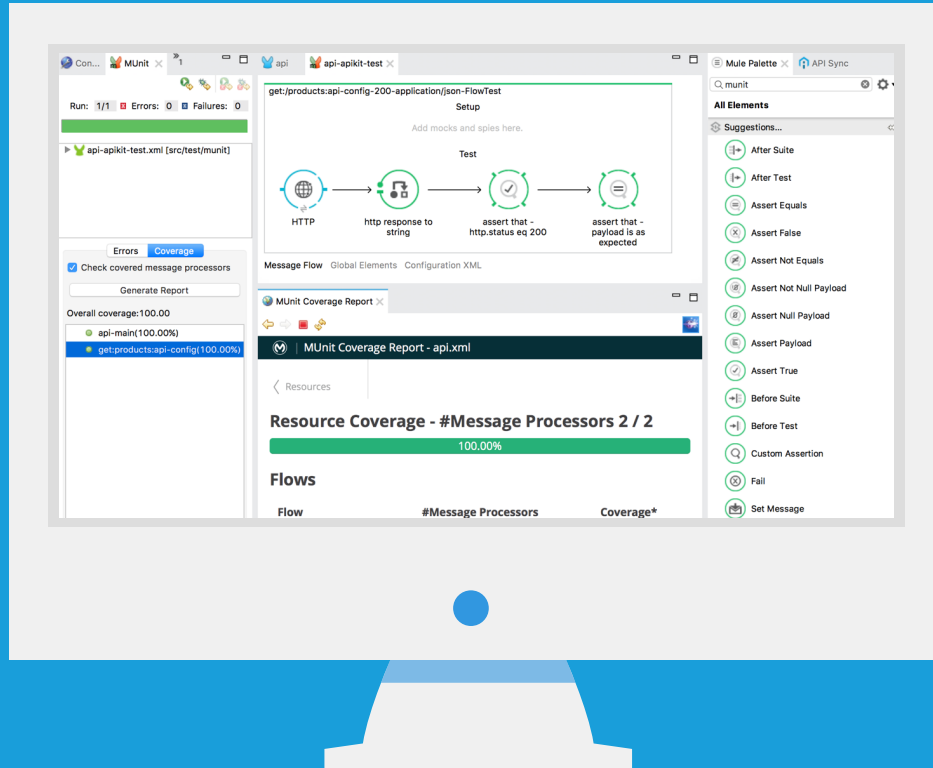 Con...
MUnit
1
Run: 1/1 Errors: 0 Failures: 0
api-apikit-test.xml [src/test/munit]
Errors Coverage
Check covered message processors
Generate Report
Overall coverage:100.00
api-main(100.00%)
get:products:api-config(100.00%)
api
api-apikit-test
get:/products:api-config-200-application/json-FlowTest
Setup
Add mocks and spies here.
Test
HTTP
http response to
string
assert that -
http.status eq 200
assert that -
payload is as
expected
Message Flow Global Elements Configuration XML
MUnit Coverage Report
MUnit Coverage Report - api.xml
Resources
Resource Coverage - #Message Processors 2 / 2
100.00%
Flows
Flow #Message Processors Coverage*
Mule Palette API Sync
munit
All Elements
Suggestions...
After Suite
After Test
Assert Equals
Assert False
Assert Not Equals
Assert Not Null Payload
Assert Null Payload
Assert Payload
Assert True
Before Suite
Before Test
Custom Assertion
Fail
Set Message